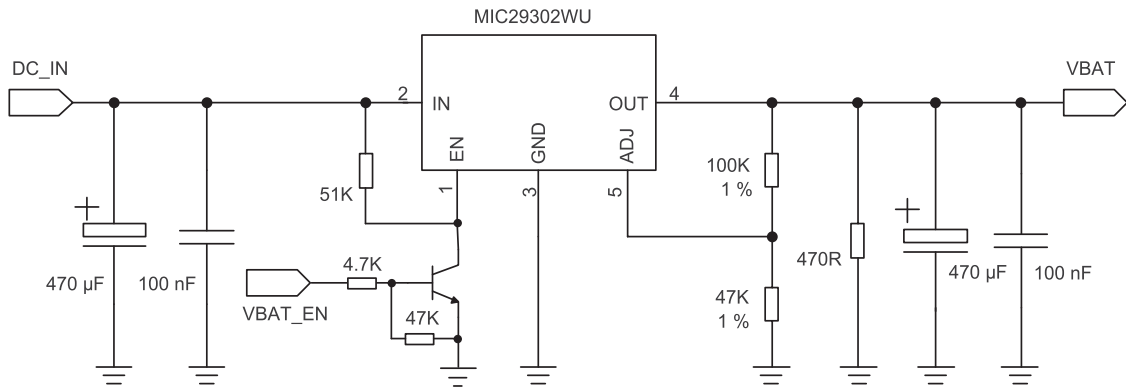 MIC29302WU
DC_IN
VBAT
2
IN
OUT
4
EN
GND
ADJ
1
3
5
51K
100K
1 %
470 µF
100 nF
4.7K
VBAT_EN
47K
470R
47K
1 %
470 µF
100 nF